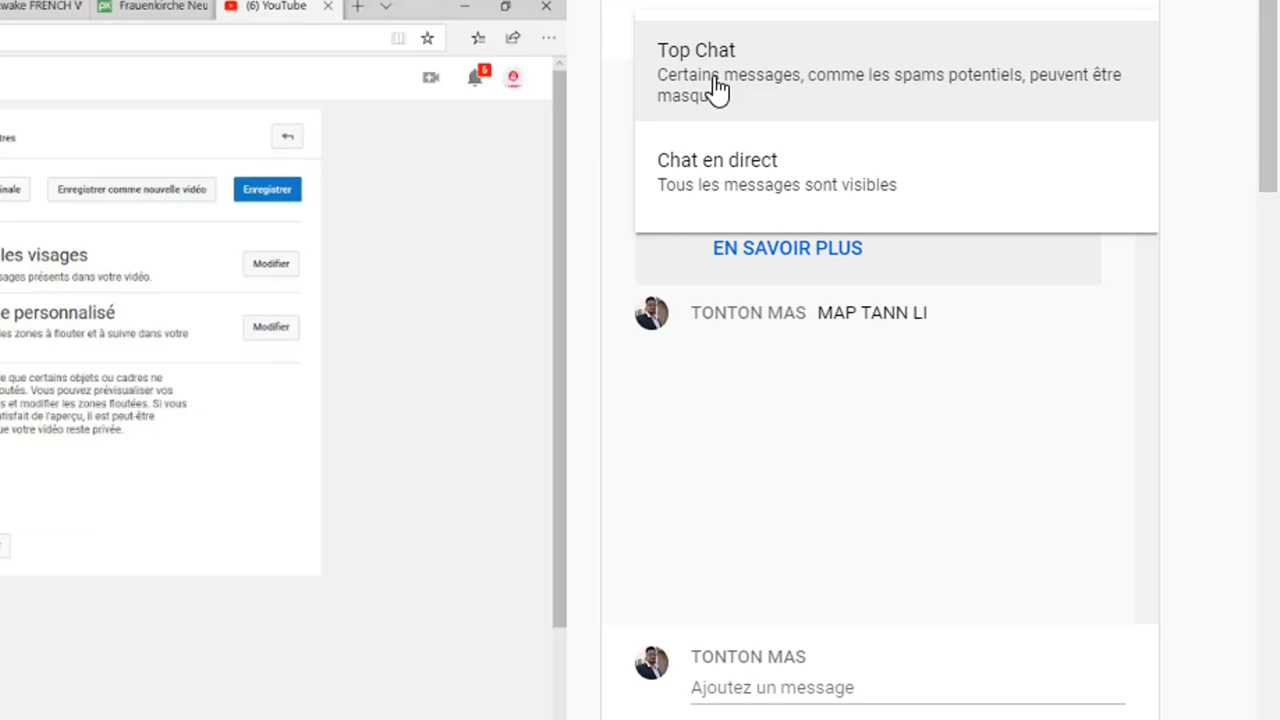 wake FRENCH V
Frauenkirche Neu
(6) YouTube
6
tres
inale
Enregistrer comme nouvelle vidéo
Enregistrer
les visages
sages présents dans votre vidéo.
Modifier
e personnalisé
les zones à flouter et à suivre dans votre
Modifier
e que certains objets ou cadres ne
outés. Vous pouvez prévisualiser vos
s et modifier les zones floutées. Si vous
atisfait de l'aperçu, il est peut-être
que votre vidéo reste privée.
Top Chat
Certains messages, comme les spams potentiels, peuvent être
masqu
Chat en direct
Tous les messages sont visibles
EN SAVOIR PLUS
TONTON MAS MAP TANN LI
TONTON MAS
Ajoutez un message